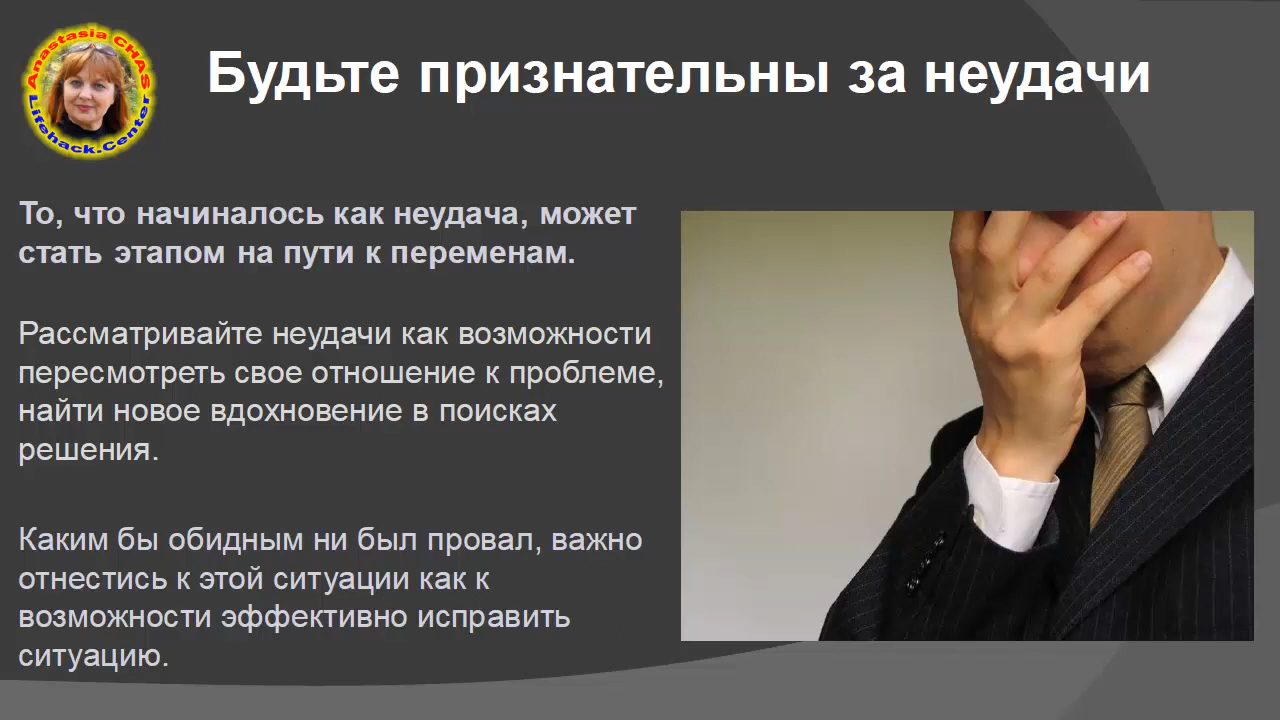 Anastasia CHAS
Lifehack.Center
Будьте признательны за неудачи
То, что начиналось как неудача, может
стать этапом на пути к переменам.
Рассматривайте неудачи как возможности
пересмотреть свое отношение к проблеме,
найти новое вдохновение в поисках
решения.
Каким бы обидным ни был провал, важно
отнестись к этой ситуации как к
возможности эффективно исправить
ситуацию.